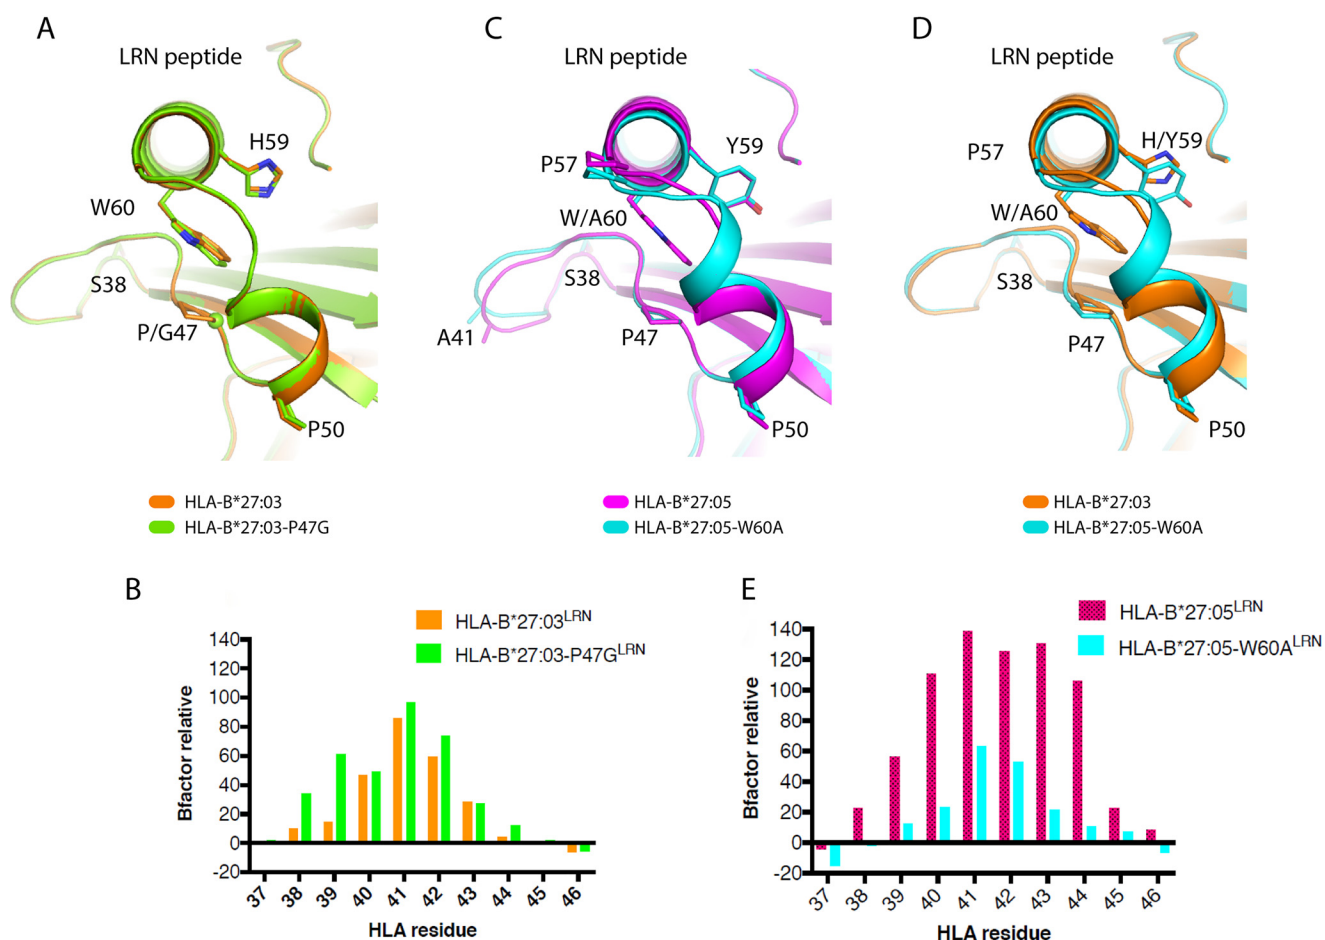 A
LRN peptide
H59
W60
S38
P/G47
P50
HLA-B*27:03
HLA-B*27:03-P47G
C
LRN peptide
Y59
P57
W/A60
S38
A41
P47
P50
HLA-B*27:05
HLA-B*27:05-W60A
D
LRN peptide
H/Y59
P57
W/A60
S38
P47
P50
HLA-B*27:03
HLA-B*27:05-W60A
B
HLA-B*27:03LRN
HLA-B*27:03-P47GLRN
Bfactor relative
140
120
100
80
60
40
20
0
-20
37 38 39 40 41 42 43 44 45 46
HLA residue
E
HLA-B*27:05LRN
HLA-B*27:05-W60ALRN
Bfactor relative
140
120
100
80
60
40
20
0
-20
37 38 39 40 41 42 43 44 45 46
HLA residue